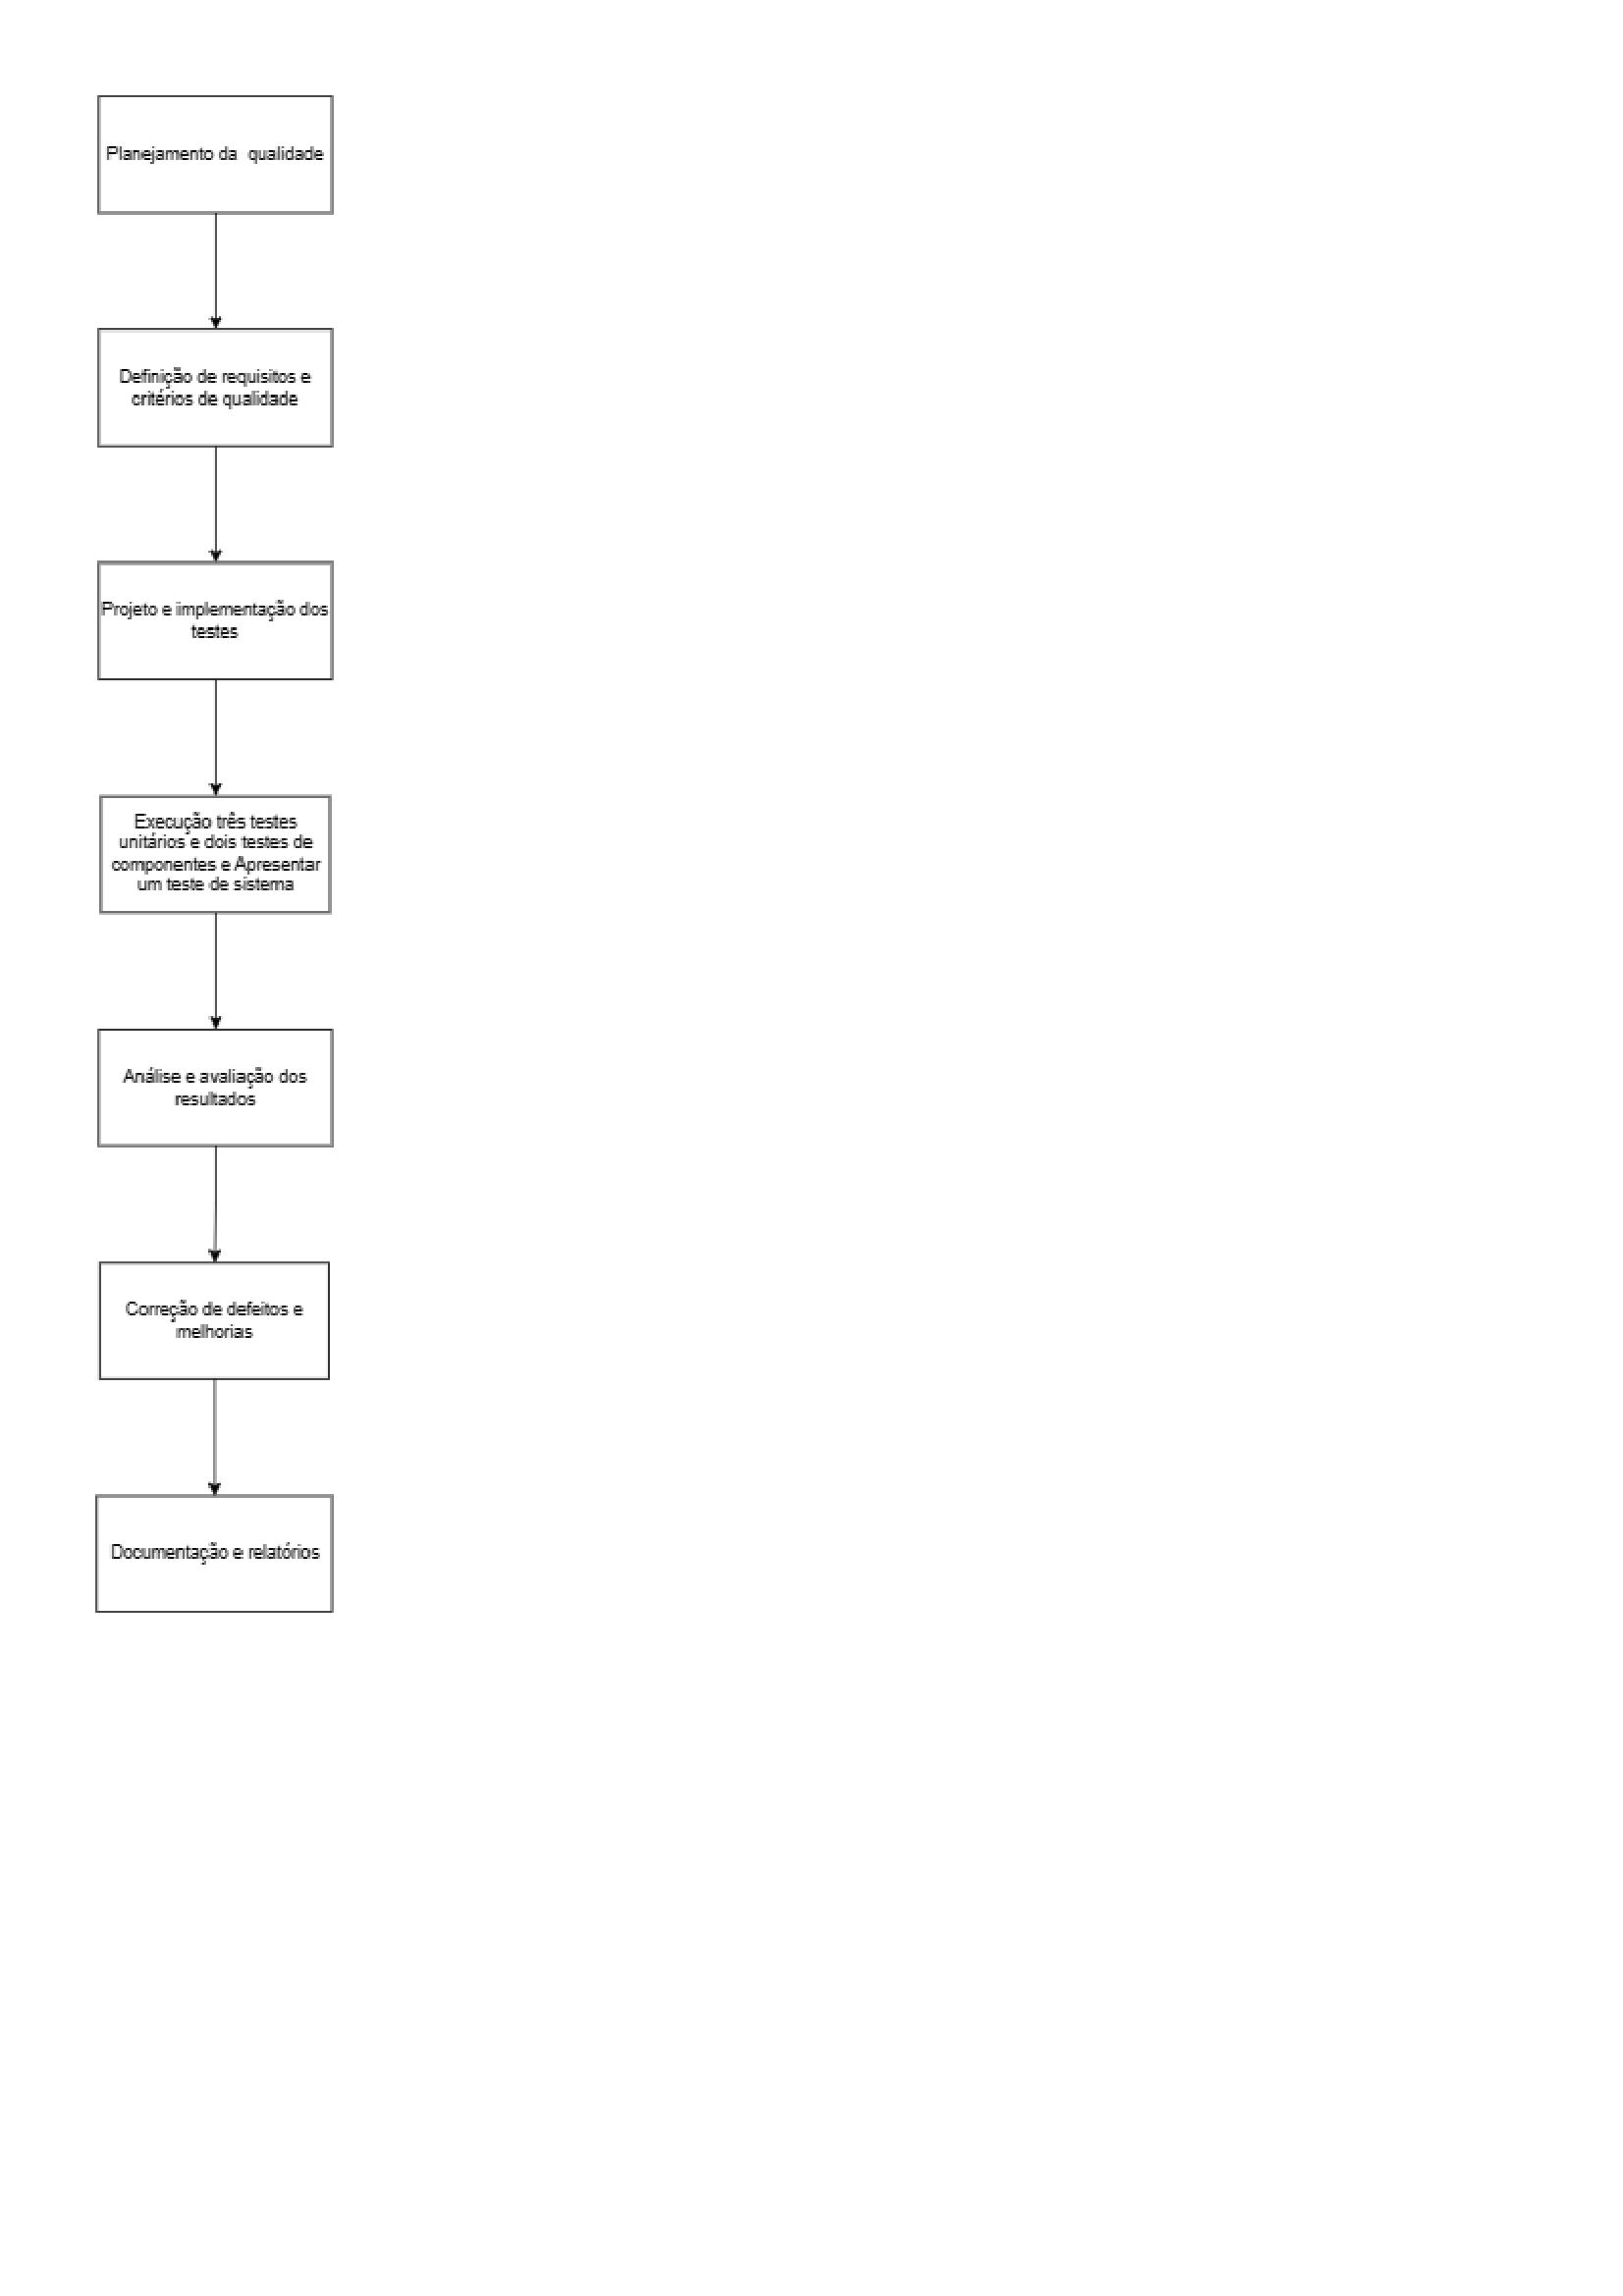 Planejamento da  qualidade
Definição de requisitos e
critérios de qualidade
Projeto e implementação dos
testes
Execução três testes
unitários e dois testes de
componentes e Apresentar
um teste de sistema
Análise e avaliação dos
resultados
Correção de defeitos e
melhorias
Documentação e relatórios